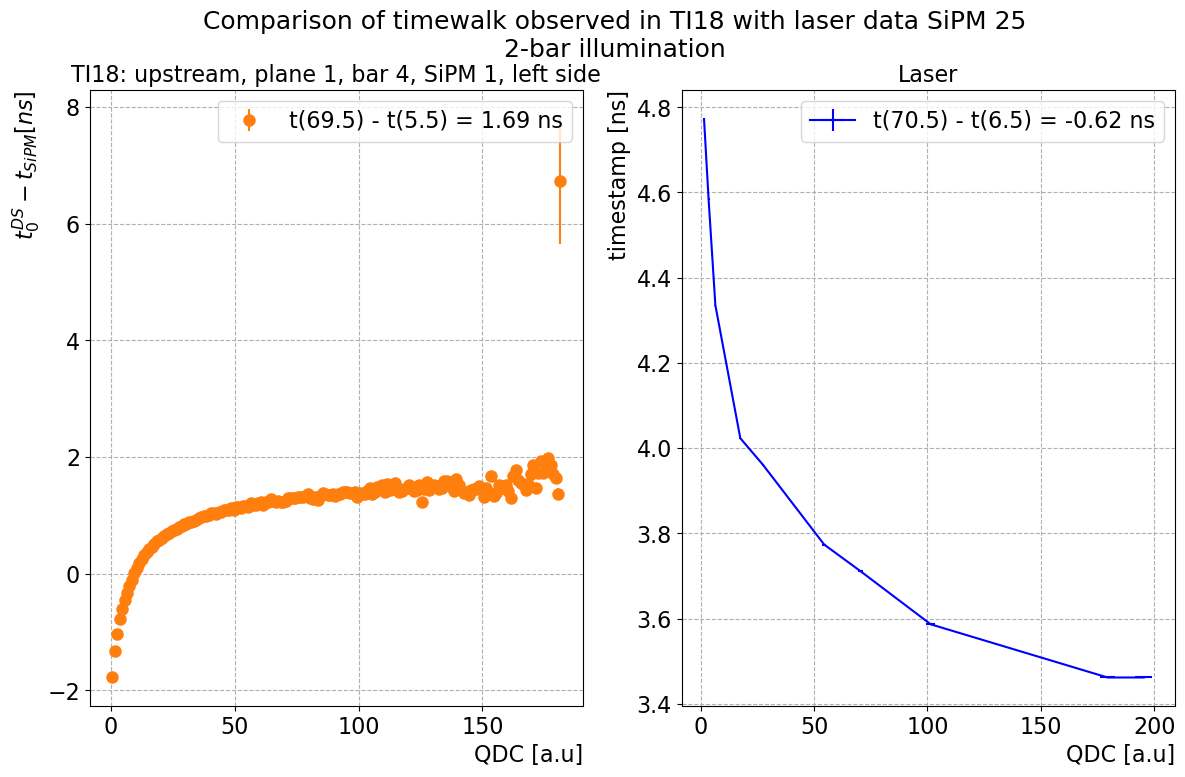 Comparison of timewalk observed in TI18 with laser data SiPM 25
2-bar illumination
TI18: upstream, plane 1, bar 4, SiPM 1, left side
t(69.5) - t(5.5) = 1.69 ns
t_0^{DS} − t_{SiPM}[ns]
8
6
4
2
0
−2
0 50 100 150
QDC [a.u]
Laser
t(70.5) - t(6.5) = -0.62 ns
timestamp [ns]
4.8
4.6
4.4
4.2
4.0
3.8
3.6
3.4
0 50 100 150 200
QDC [a.u]